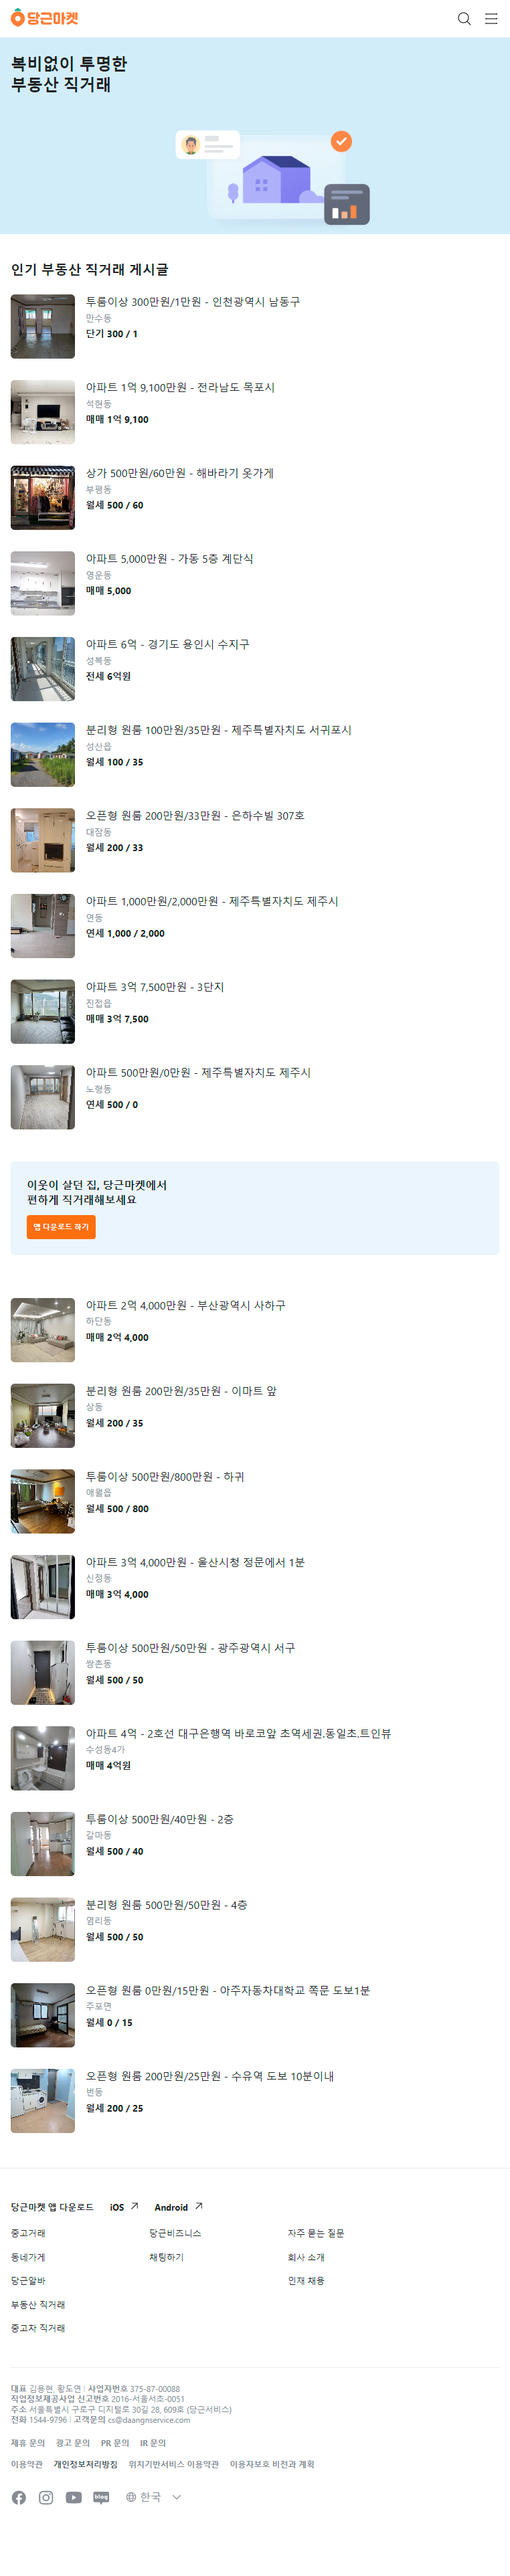 당근마켓
복비없이 투명한
부동산 직거래
인기 부동산 직거래 게시글
투룸이상 300만원/1만원 - 인천광역시 남동구
만수동
단기 300 / 1
아파트 1억 9,100만원 - 전라남도 목포시
석현동
매매 1억 9,100
상가 500만원/60만원 - 해바라기 옷가게
부평동
월세 500 / 60
아파트 5,000만원 - 가동 5층 계단식
영운동
매매 5,000
아파트 6억 - 경기도 용인시 수지구
성복동
전세 6억원
분리형 원룸 100만원/35만원 - 제주특별자치도 서귀포시
성산읍
월세 100 / 35
오픈형 원룸 200만원/33만원 - 은하수빌 307호
대잠동
월세 200 / 33
아파트 1,000만원/2,000만원 - 제주특별자치도 제주시
연동
연세 1,000 / 2,000
아파트 3억 7,500만원 - 3단지
진접읍
매매 3억 7,500
아파트 500만원/0만원 - 제주특별자치도 제주시
노형동
연세 500 / 0
이웃이 살던 집, 당근마켓에서
편하게 직거래해보세요
앱 다운로드 하기
아파트 2억 4,000만원 - 부산광역시 사하구
하단동
매매 2억 4,000
분리형 원룸 200만원/35만원 - 이마트 앞
상동
월세 200 / 35
투룸이상 500만원/800만원 - 하귀
애월읍
월세 500 / 800
아파트 3억 4,000만원 - 울산시청 정문에서 1분
신정동
매매 3억 4,000
투룸이상 500만원/50만원 - 광주광역시 서구
쌍촌동
월세 500 / 50
아파트 4억 - 2호선 대구은행역 바로코앞 초역세권.동일초.트인뷰
수성동4가
매매 4억원
투룸이상 500만원/40만원 - 2층
갈마동
월세 500 / 40
분리형 원룸 500만원/50만원 - 4층
염리동
월세 500 / 50
오픈형 원룸 0만원/15만원 - 아주자동차대학교 쪽문 도보1분
주포면
월세 0 / 15
오픈형 원룸 200만원/25만원 - 수유역 도보 10분이내
번동
월세 200 / 25
당근마켓 앱 다운로드 iOS Android
중고거래 당근비즈니스 자주 묻는 질문
동네가게 채팅하기 회사 소개
당근알바 인재 채용
부동산 직거래
중고차 직거래
대표 김용현, 황도연 | 사업자번호 375-87-00088
직업정보제공사업 신고번호 2016-서울서초-0051
주소 서울특별시 구로구 디지털로 30길 28, 609호 (당근서비스)
전화 1544-9796 | 고객문의 cs@daangnservice.com
제휴 문의 광고 문의 PR 문의 IR 문의
이용약관 개인정보처리방침 위치기반서비스 이용약관 이용자보호 비전과 계획
blog 한국